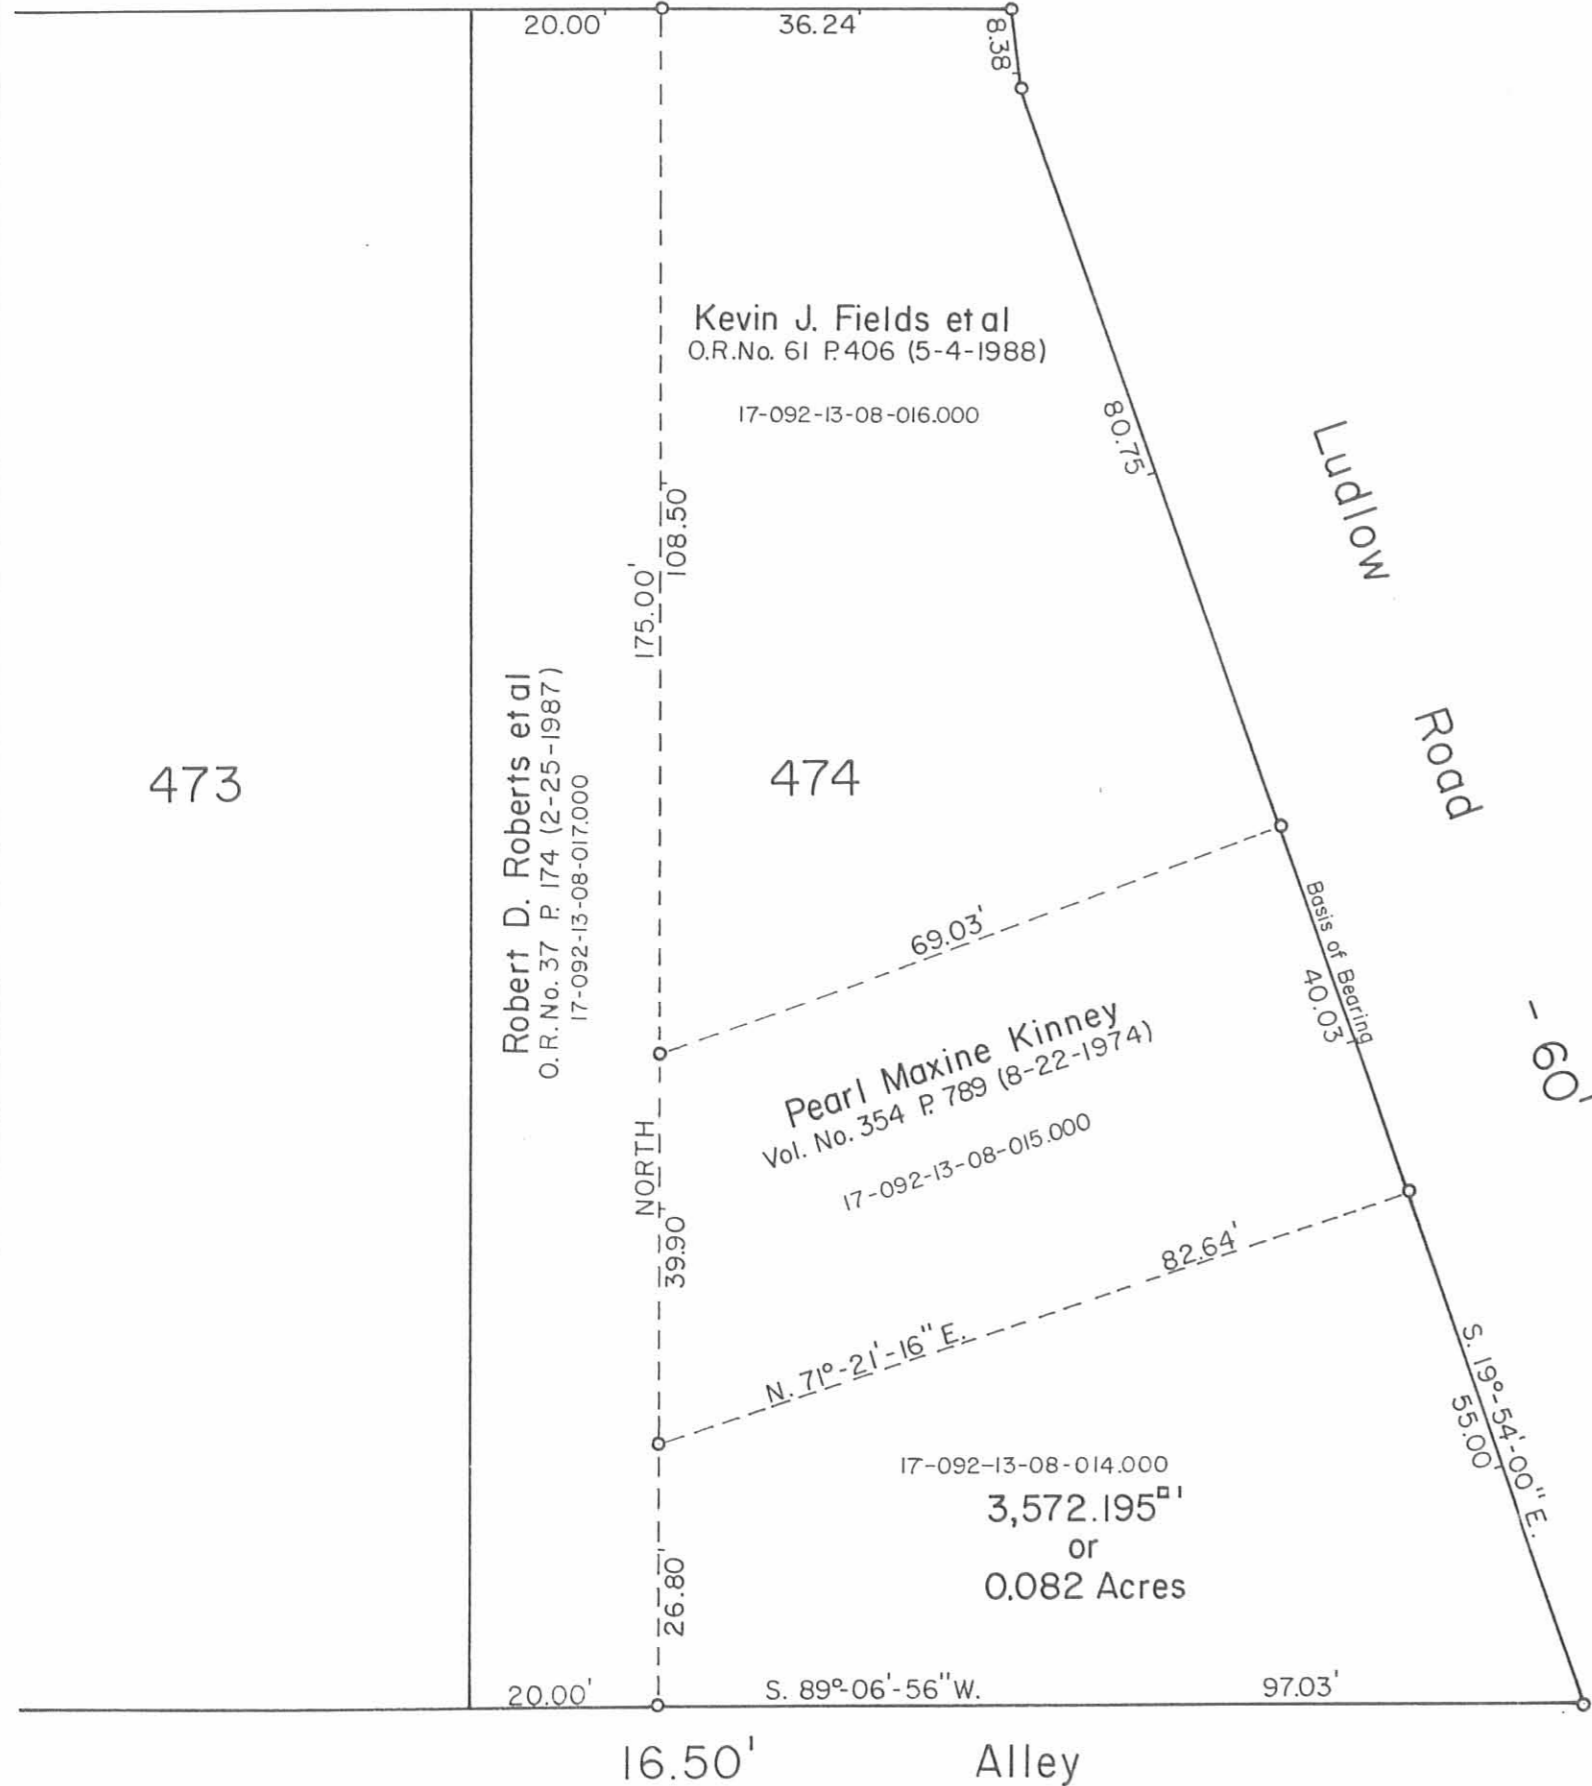 20.00'
36.24'
8.38'
Kevin J. Fields et al
O.R.No. 61 P.406 (5-4-1988)
17-092-13-08-016.000
80.75'
Ludlow
Road
- 60'
108.50'
175.00'
473
Robert D. Roberts et al
O.R.No. 37 P. 174 (2-25-1987)
17-092-13-08-017.000
474
69.03'
Basis of Bearing
40.03'
Pearl Maxine Kinney
Vol. No. 354 P. 789 (8-22-1974)
17-092-13-08-015.000
NORTH
39.90'
82.64'
N. 71°-21'-16" E.
S. 19°-54'-00" E.
55.00'
17-092-13-08-014.000
3,572.195□'
or
0.082 Acres
26.80'
20.00'
S. 89°-06'-56" W.
97.03'
16.50' Alley